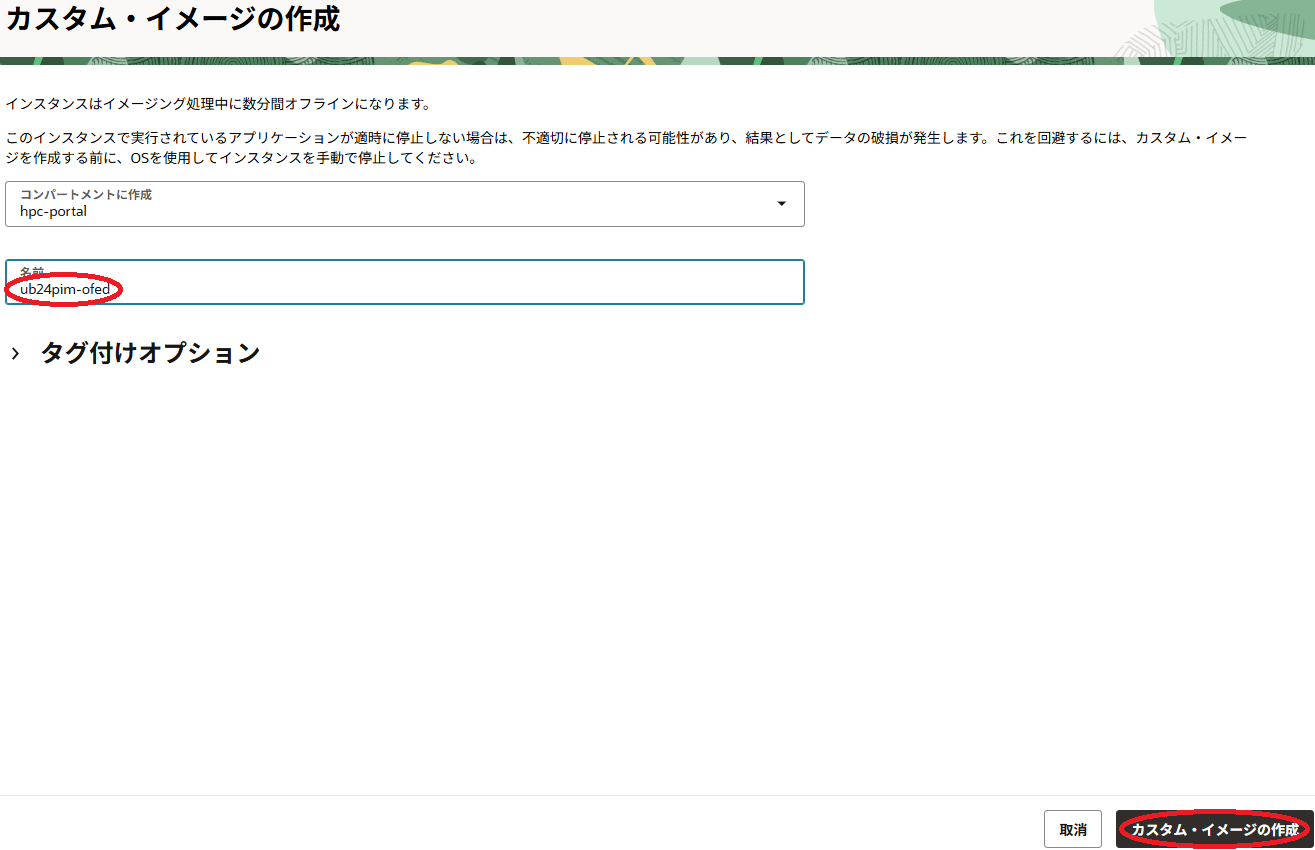 カスタム・イメージの作成
インスタンスはイメージング処理中に数分間オフラインになります。
このインスタンスで実行されているアプリケーションが適時に停止しない場合は、不適切に停止される可能性があり、結果としてデータの破損が発生します。これを回避するには、カスタム・イメー
ジを作成する前に、OSを使用してインスタンスを手動で停止してください。
コンパートメントに作成
hpc-portal
名前
ub24pim-ofed
タグ付けオプション
取消
カスタム・イメージの作成